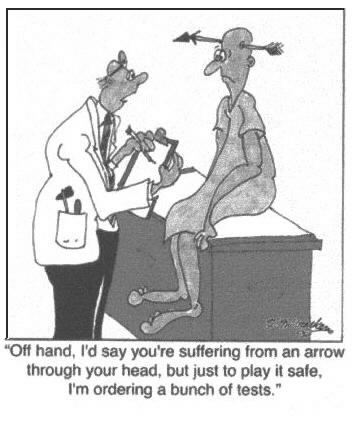 "Off hand, I'd say you're suffering from an arrow
through your head, but just to play it safe,
I'm ordering a bunch of tests."